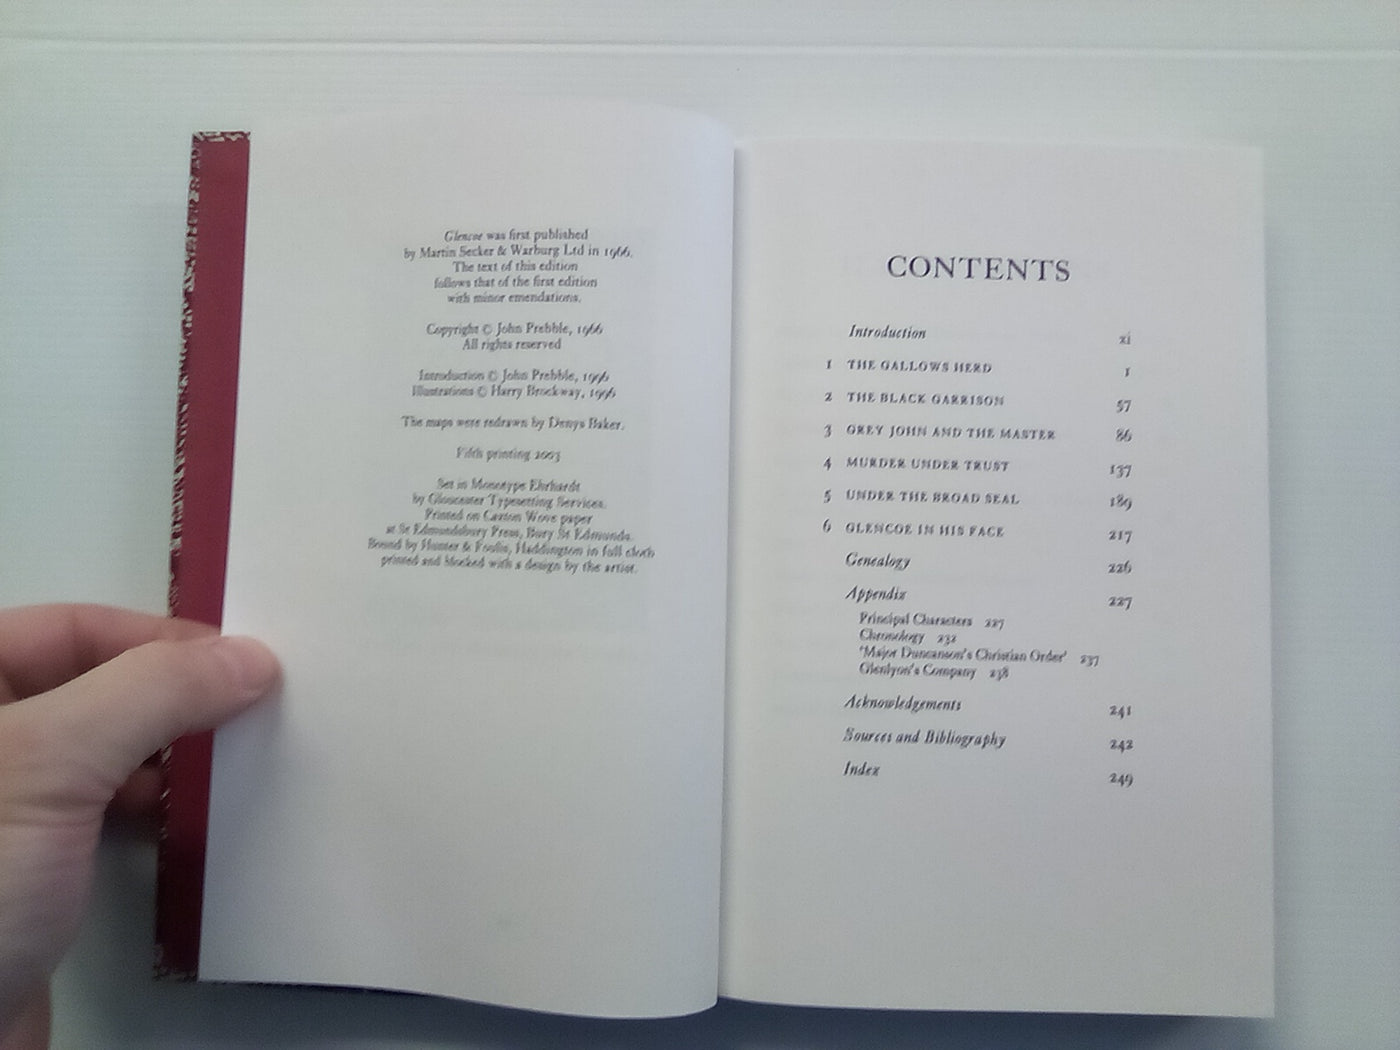 Glencoe was first published
by Martin Secker & Warburg Ltd in 1966.
The text of this edition
follows that of the first edition
with minor emendations.
Copyright © John Prebble, 1966
All rights reserved
Introduction © John Prebble, 1996
Illustrations © Harry Brockway, 1996
The maps were redrawn by Denys Baker.
Fifth printing 2003
Set in Monotype Ehrhardt
by Gloucester Typesetting Services.
Printed on Caxton Wove paper
at St Edmundsbury Press, Bury St Edmunds.
Bound by Hunter & Foulis, Haddington in full cloth
printed and blocked with a design by the artist.
CONTENTS
Introduction xi
1 THE GALLOWS HERD 1
2 THE BLACK GARRISON 57
3 GREY JOHN AND THE MASTER 86
4 MURDER UNDER TRUST 137
5 UNDER THE BROAD SEAL 189
6 GLENCOE IN HIS FACE 217
Genealogy 226
Appendix 227
Principal Characters 227
Chronology 232
'Major Duncanson's Christian Order' 237
Glenlyon's Company 238
Acknowledgements 241
Sources and Bibliography 242
Index 249